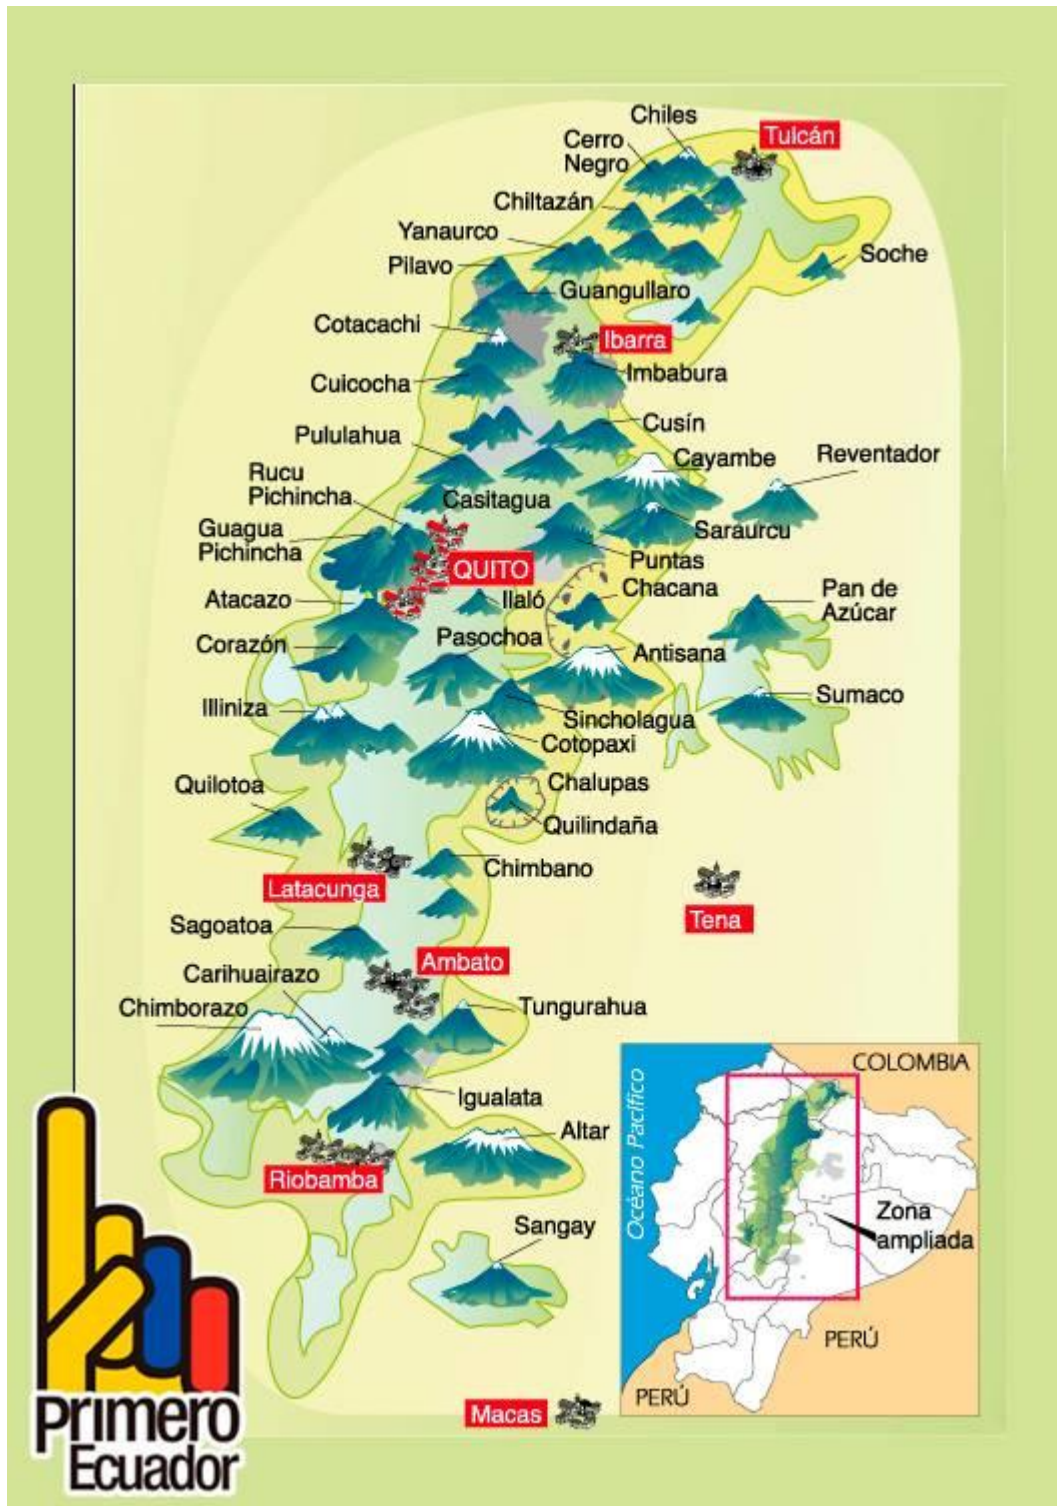 Chiles
Tulcán
Cerro
Negro
Chiltazán
Yanaurco
Soche
Pilavo
Guangullaro
Cotacachi
Ibarra
Imbabura
Cuicocha
Cusín
Pululahua
Cayambe
Reventador
Rucu
Pichincha
Casitagua
Guagua
Pichincha
Saraurcu
Puntas
QUITO
Chacana
Pan de
Azúcar
Atacazo
Ilaló
Pasochoa
Corazón
Antisana
Sumaco
Illiniza
Sincholagua
Cotopaxi
Quilotoa
Chalupas
Quilindaña
Chimbano
Latacunga
Tena
Sagoatoa
Ambato
Carihuairazo
Chimborazo
Tungurahua
Igualata
Altar
Riobamba
Sangay
Macas
COLOMBIA
Océano Pacífico
Zona
ampliada
PERÚ
PERÚ
Primero
Ecuador